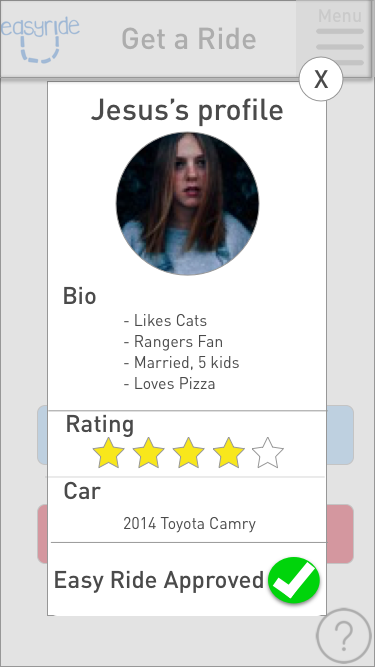 easyride
Get a Ride
Menu
X
Jesus's profile
Bio
- Likes Cats
- Rangers Fan
- Married, 5 kids
- Loves Pizza
Rating
Car
2014 Toyota Camry
Easy Ride Approved
?